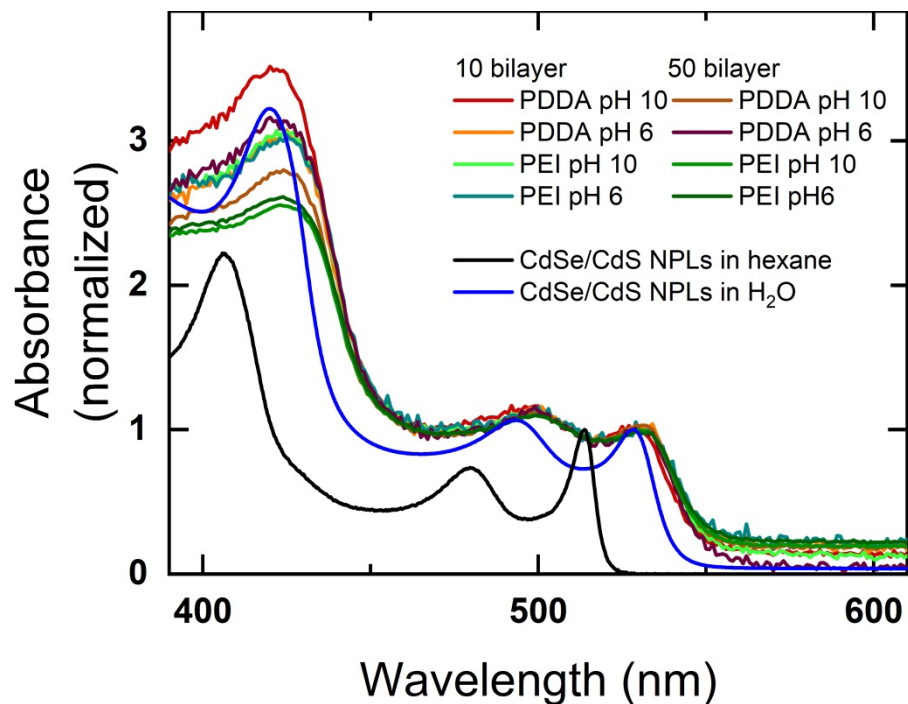 10 bilayer 50 bilayer
PDDA pH 10 PDDA pH 10
PDDA pH 6 PDDA pH 6
PEI pH 10 PEI pH 10
PEI pH 6 PEI pH6
CdSe/CdS NPLs in hexane
CdSe/CdS NPLs in H₂O
Absorbance
(normalized)
3
2
1
0
400 500 600
Wavelength (nm)